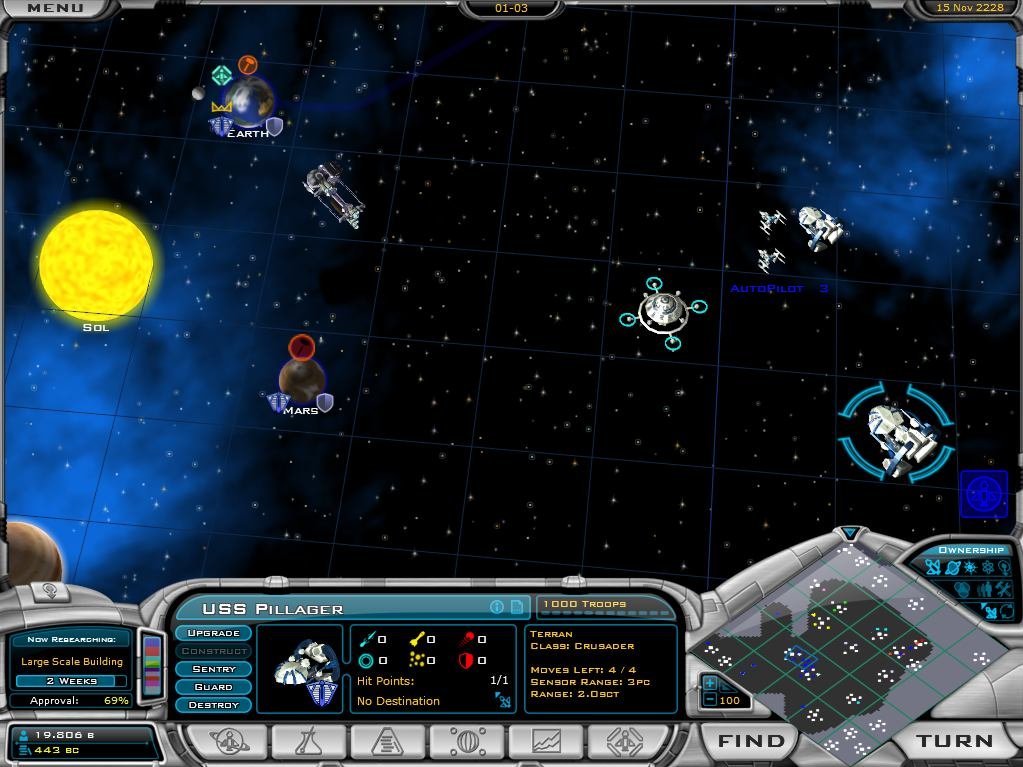 MENU
01-03
15 Nov 2228
EARTH
SOL
AutoPilot 3
MARS
Ownership
USS Pillager
1000 Troops
Now Researching:
Large Scale Building
2 Weeks
Approval: 69%
Upgrade
Construct
Sentry
Guard
Destroy
0 0 0
0 0 0
Hit Points: 1/1
No Destination
Terran
Class: Crusader
Moves Left: 4 / 4
Sensor Range: 3pc
Range: 2.0sct
100
19.806 B
443 BC
FIND
TURN